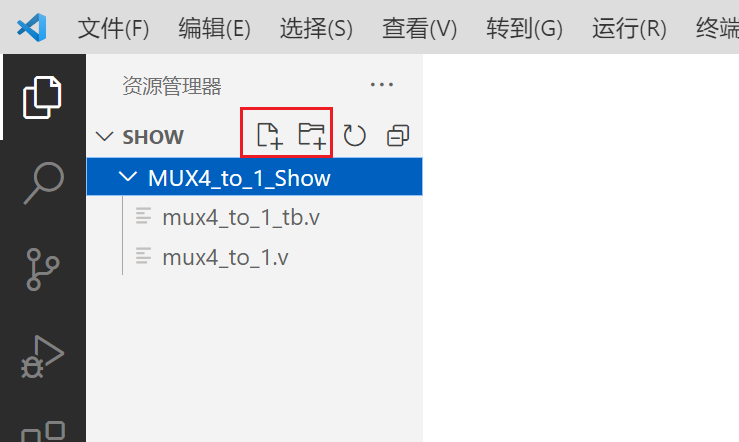 文件(F) 编辑(E) 选择(S) 查看(V) 转到(G) 运行(R) 终端
资源管理器
SHOW
MUX4_to_1_Show
mux4_to_1_tb.v
mux4_to_1.v